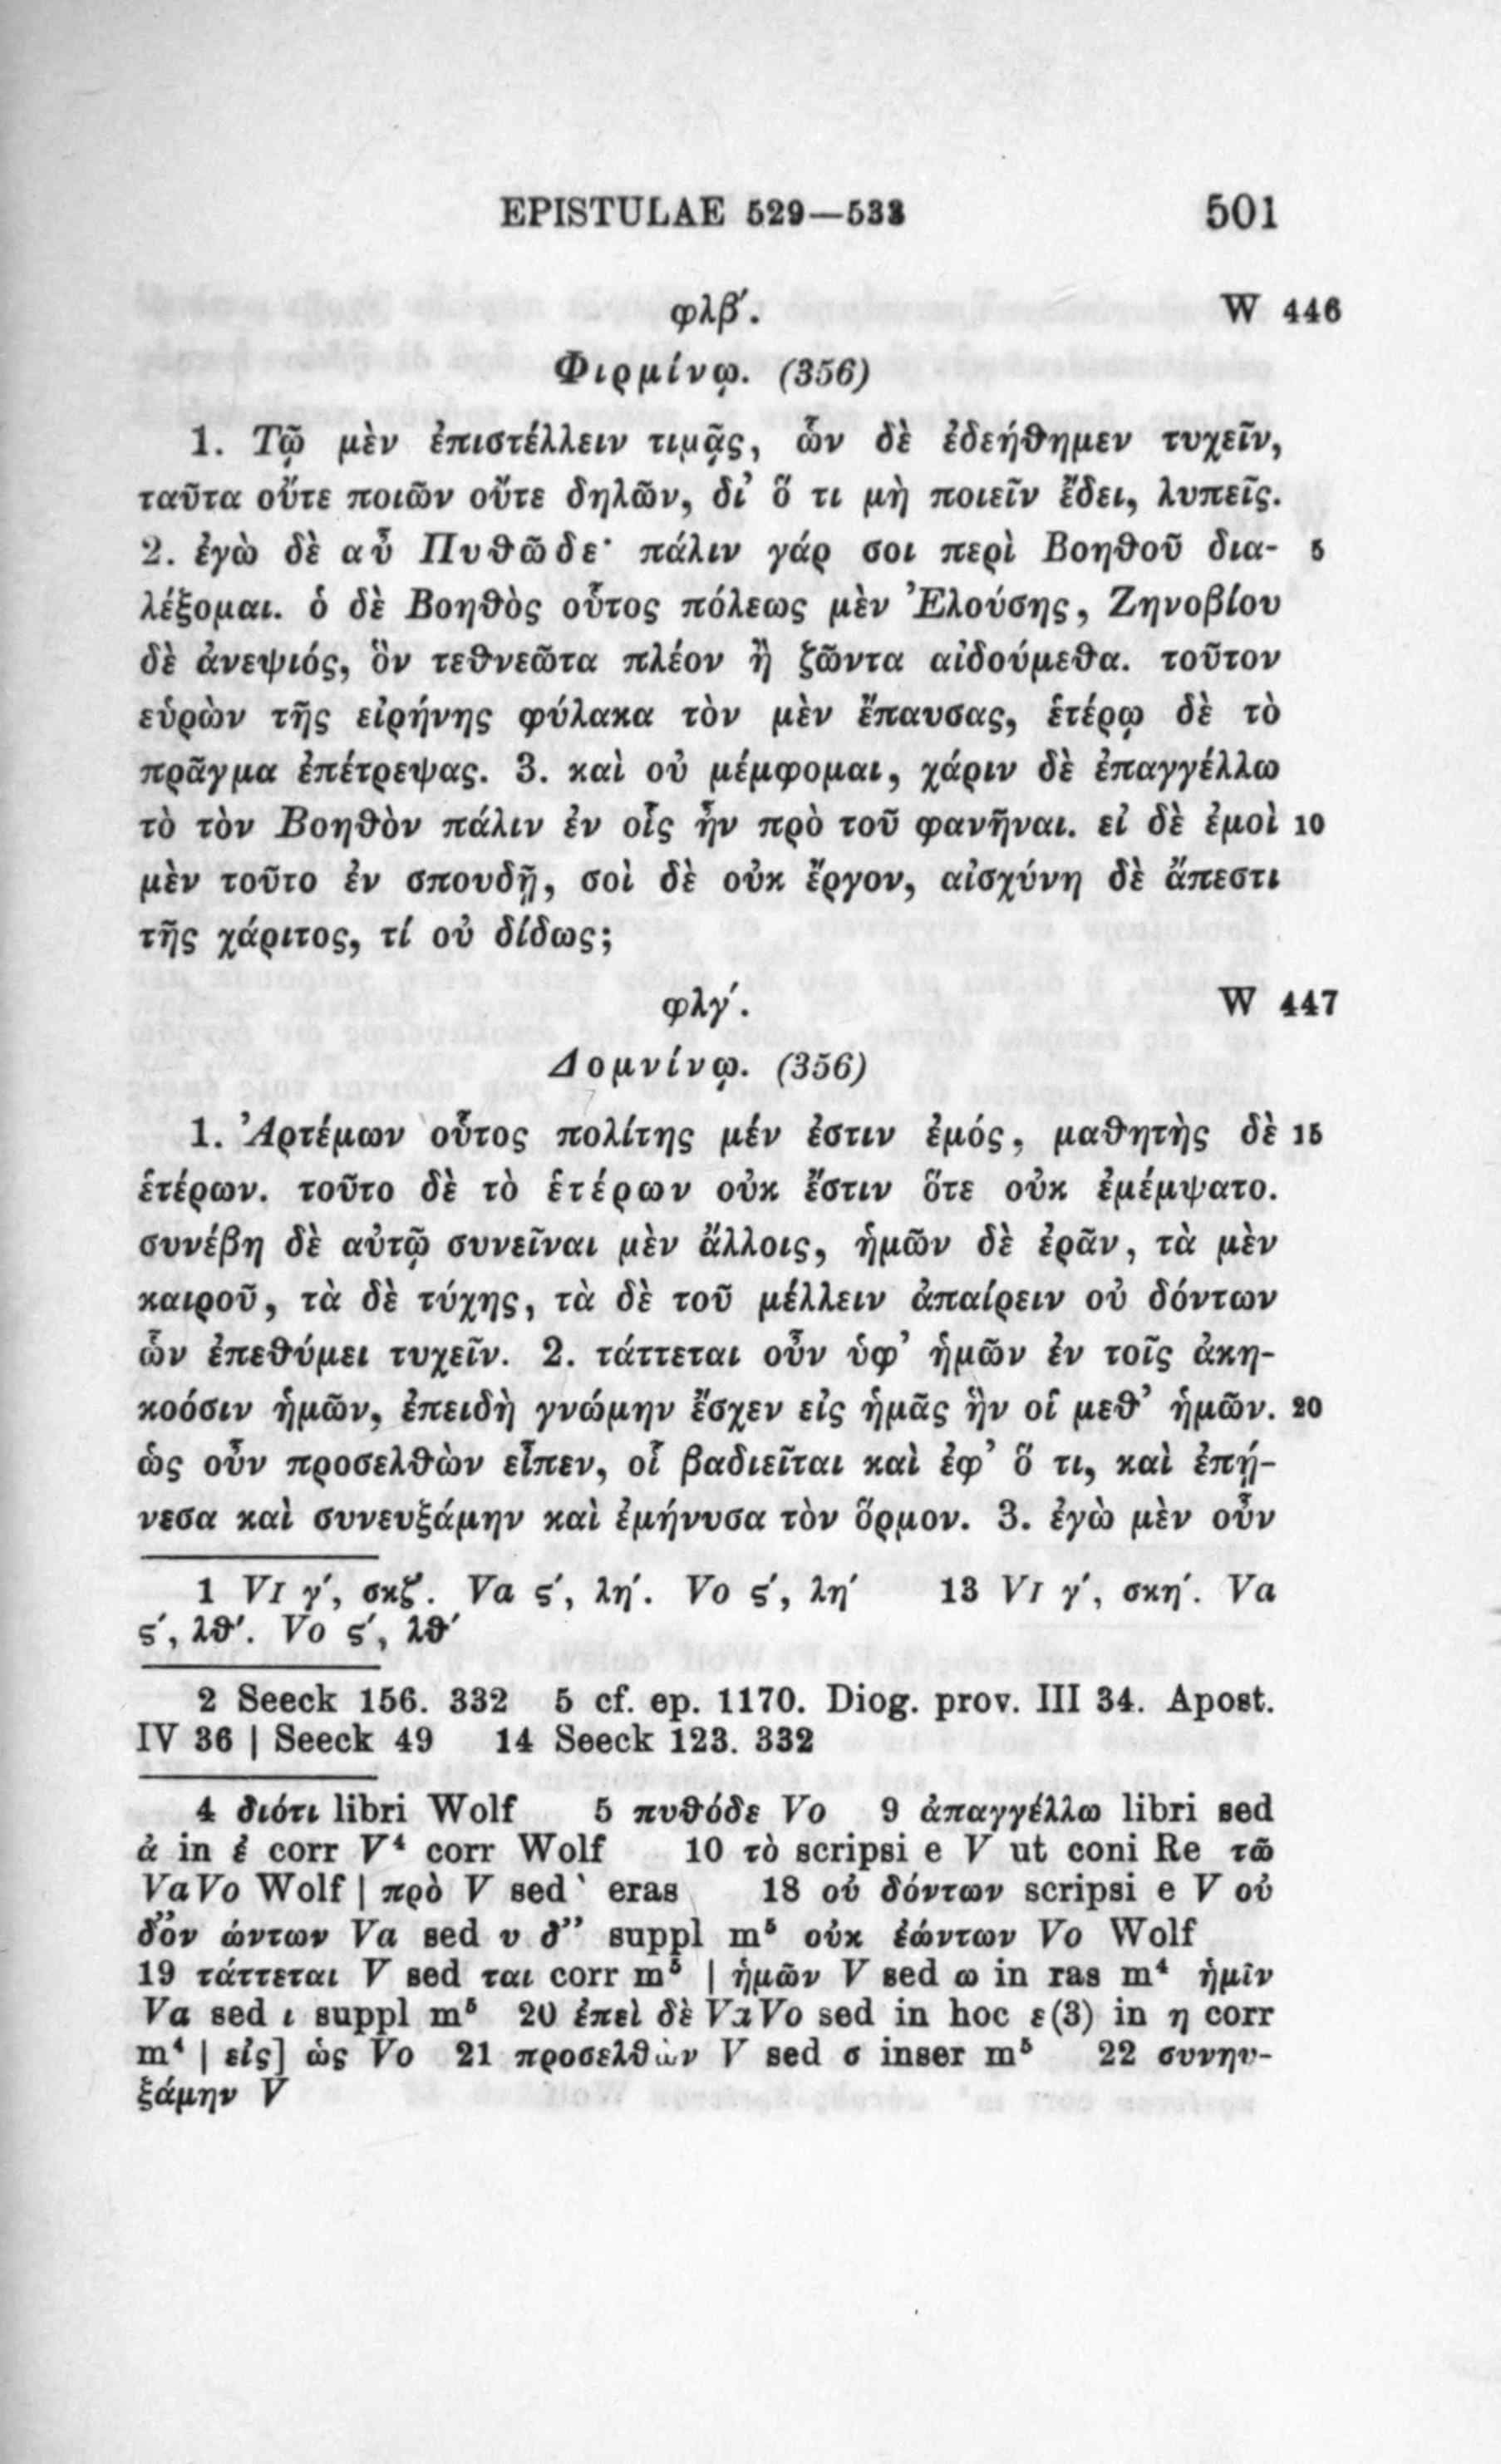 EPISTULAE 529—533 501
φλβ′. W 446
Φιρμίνῳ. (356)
1. Τῷ μὲν ἐπιστέλλειν τιμᾷς, ὧν δὲ ἐδεήθημεν τυχεῖν,
ταῦτα οὔτε ποιῶν οὔτε δηλῶν, δι’ ὅ τι μὴ ποιεῖν ἔδει, λυπεῖς.
2. ἐγὼ δὲ αὖ Πυθῶδε· πάλιν γάρ σοι περὶ Βοηθοῦ δια- 5
λέξομαι. ὁ δὲ Βοηθὸς οὗτος πόλεως μὲν Ἐλούσης, Ζηνοβίου
δὲ ἀνεψιός, ὃν τεθνεῶτα πλέον ἢ ζῶντα αἰδούμεθα. τοῦτον
εὑρὼν τῆς εἰρήνης φύλακα τὸν μὲν ἔπαυσας, ἑτέρῳ δὲ τὸ
πρᾶγμα ἐπέτρεψας. 3. καὶ οὐ μέμφομαι, χάριν δὲ ἐπαγγέλλω
τὸ τὸν Βοηθὸν πάλιν ἐν οἷς ἦν πρὸ τοῦ φανῆναι. εἰ δὲ ἐμοὶ 10
μὲν τοῦτο ἐν σπουδῇ, σοὶ δὲ οὐκ ἔργον, αἰσχύνη δὲ ἄπεστι
τῆς χάριτος, τί οὐ δίδως;
φλγ′. W 447
Δομνίνῳ. (356)
1. Ἀρτέμων οὗτος πολίτης μέν ἐστιν ἐμός, μαθητὴς δὲ 15
ἑτέρων. τοῦτο δὲ τὸ ἑτέρων οὐκ ἔστιν ὅτε οὐκ ἐμέμψατο.
συνέβη δὲ αὐτῷ συνεῖναι μὲν ἄλλοις, ἡμῶν δὲ ἐρᾶν, τὰ μὲν
καιροῦ, τὰ δὲ τύχης, τὰ δὲ τοῦ μέλλειν ἀπαίρειν οὐ δόντων
ὧν ἐπεθύμει τυχεῖν. 2. τάττεται οὖν ὑφ’ ἡμῶν ἐν τοῖς ἀκη-
κοόσιν ἡμῶν, ἐπειδὴ γνώμην ἔσχεν εἰς ἡμᾶς ἣν οἱ μεθ’ ἡμῶν. 20
ὡς οὖν προσελθὼν εἶπεν, οἷ βαδιεῖται καὶ ἐφ’ ὅ τι, καὶ ἐπῄ-
νεσα καὶ συνευξάμην καὶ ἐμήνυσα τὸν ὅρμον. 3. ἐγὼ μὲν οὖν
1 VI γ′, σκζ′. Va ς′, λη′. Vo ς′, λη′ 13 VI γ′, σκη′. Va
ς′, λθ′. Vo ς′, λθ′
2 Seeck 156. 332 5 cf. ep. 1170. Diog. prov. III 34. Apost.
IV 36 | Seeck 49 14 Seeck 123. 332
4 διότι libri Wolf 5 πυθόδε Vo 9 ἀπαγγέλλω libri sed
ἀ in ἐ corr V⁴ corr Wolf 10 τὸ scripsi e V ut coni Re τῶ
VaVo Wolf | πρὸ V sed ` eras 18 οὐ δόντων scripsi e V οὐ
δ’’ὸν ώντων Va sed υ δ’’ suppl m⁵ οὐκ ἐώντων Vo Wolf
19 τάττεται V sed ται corr m⁵ | ἡμῶν V sed ω in ras m⁴ ἡμῖν
Va sed ι suppl m⁵ 20 ἐπεὶ δὲ VaVo sed in hoc ε(3) in η corr
m⁴ | εἰς] ὡς Vo 21 προσελθὼν V sed σ inser m⁵ 22 συνηυ-
ξάμην V